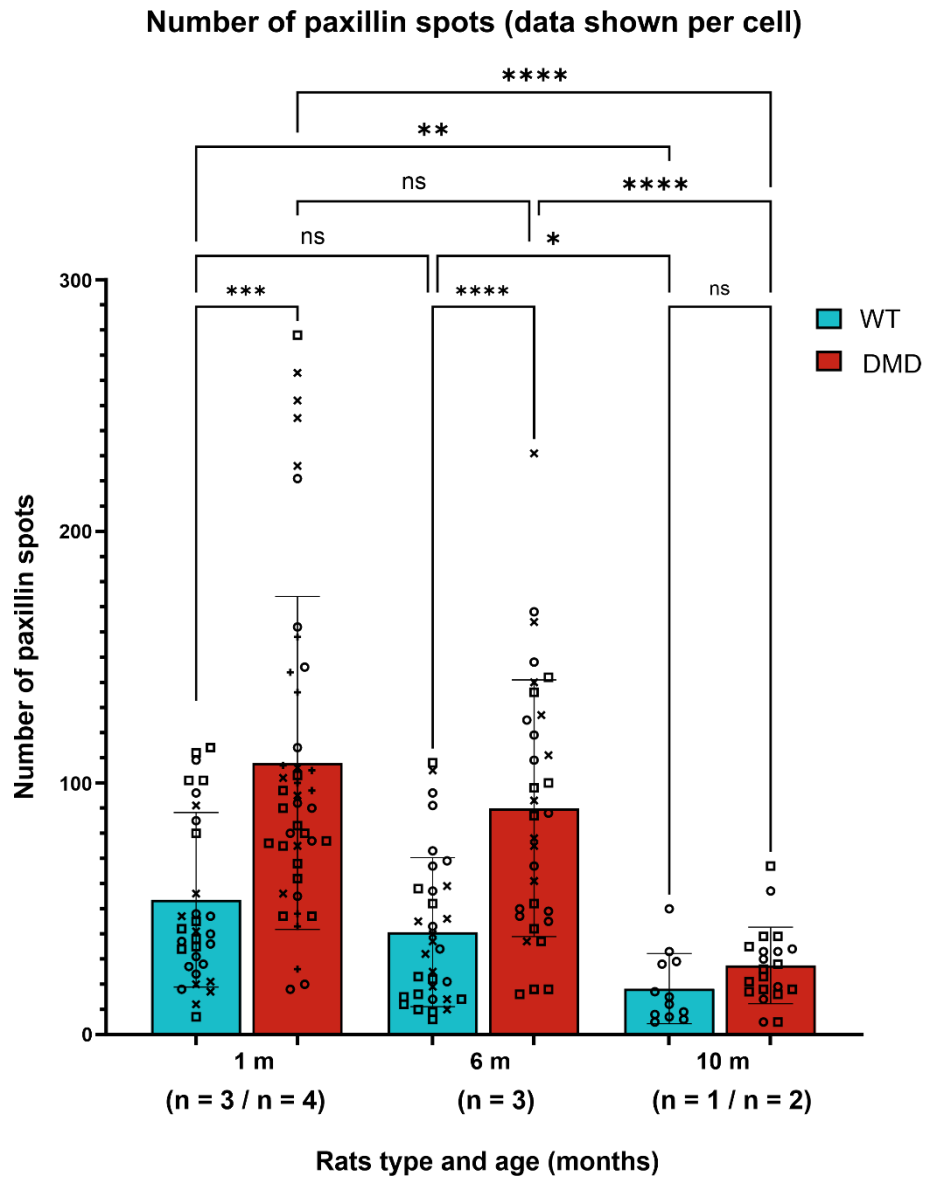 Number of paxillin spots (data shown per cell)
****
**
ns
****
ns
*
***
****
ns
300
200
100
0
Number of paxillin spots
WT
DMD
1 m
6 m
10 m
(n = 3 / n = 4)
(n = 3)
(n = 1 / n = 2)
Rats type and age (months)